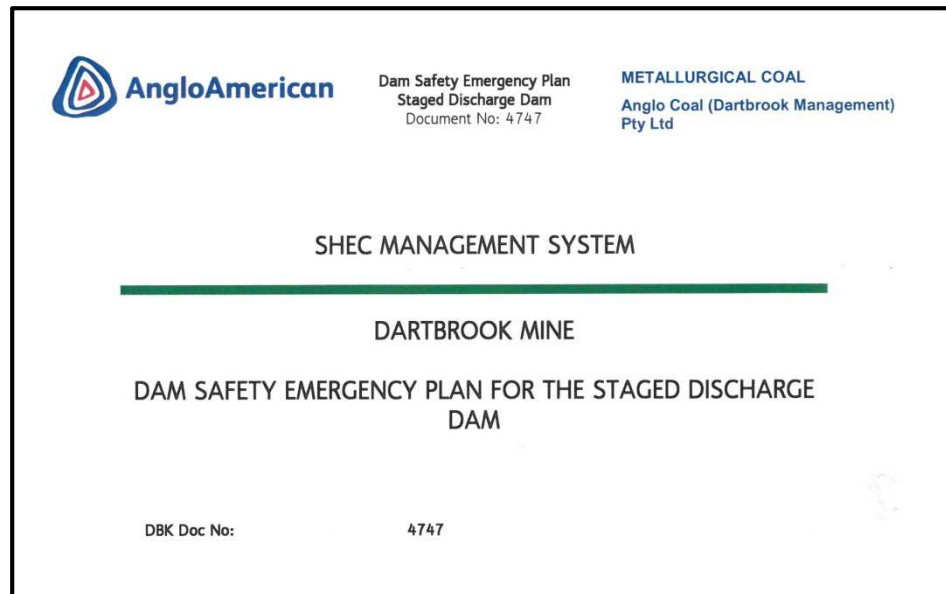 AngloAmerican
Dam Safety Emergency Plan
Staged Discharge Dam
Document No: 4747
METALLURGICAL COAL
Anglo Coal (Dartbrook Management)
Pty Ltd
SHEC MANAGEMENT SYSTEM
DARTBROOK MINE
DAM SAFETY EMERGENCY PLAN FOR THE STAGED DISCHARGE
DAM
DBK Doc No: 4747